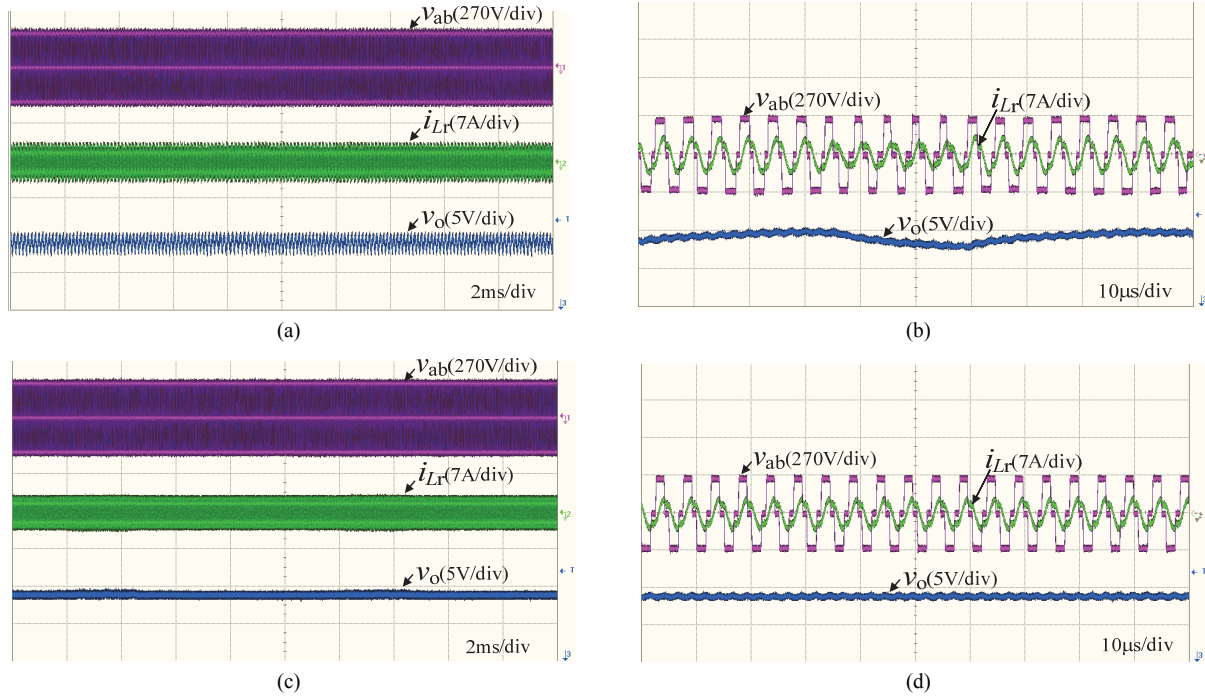 vab(270V/div)
iLr(7A/div)
vo(5V/div)
2ms/div
(a)
vab(270V/div)
iLr(7A/div)
vo(5V/div)
10μs/div
(b)
vab(270V/div)
iLr(7A/div)
vo(5V/div)
2ms/div
(c)
vab(270V/div)
iLr(7A/div)
vo(5V/div)
10μs/div
(d)